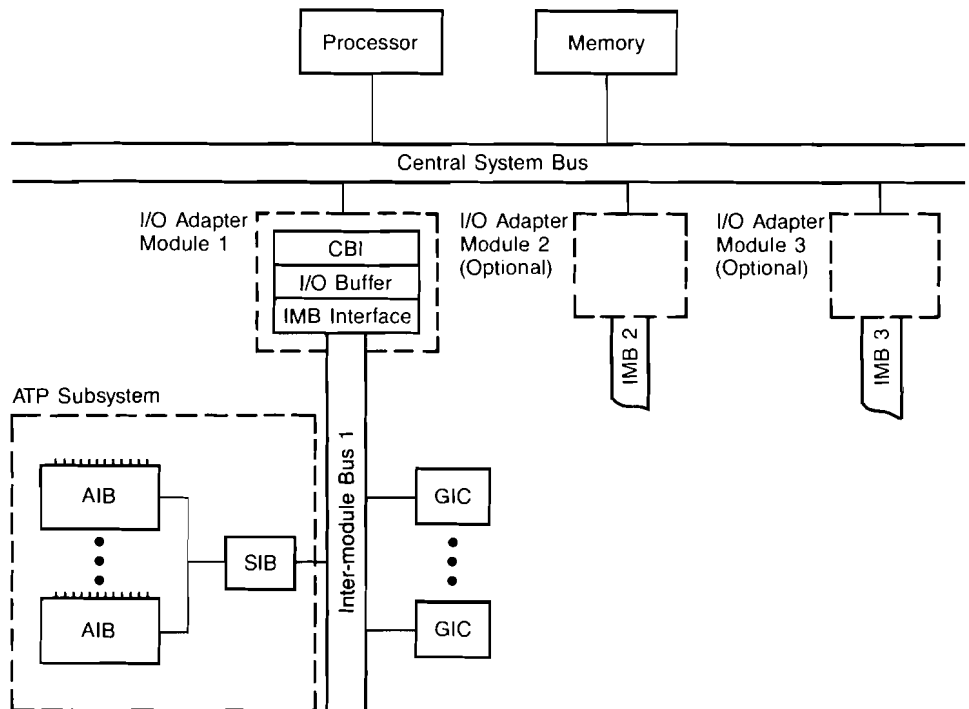 Processor
Memory
Central System Bus
I/O Adapter
Module 1
CBI
I/O Buffer
IMB Interface
I/O Adapter
Module 2
(Optional)
I/O Adapter
Module 3
(Optional)
IMB 2
IMB 3
ATP Subsystem
AIB
AIB
SIB
Inter-module Bus 1
GIC
GIC